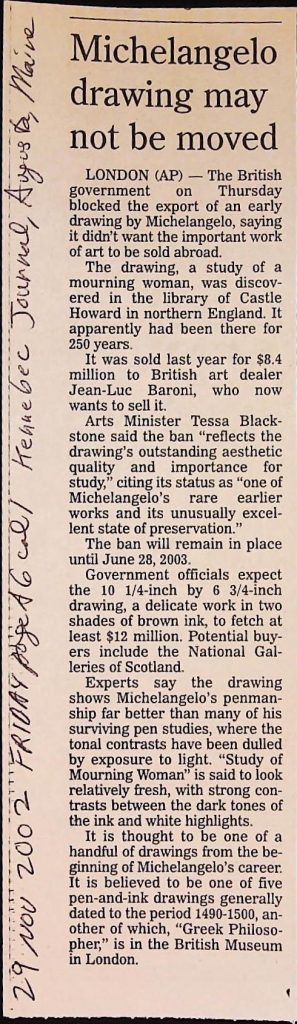 Michelangelo
drawing may
not be moved
LONDON (AP) — The British
government on Thursday
blocked the export of an early
drawing by Michelangelo, saying
it didn't want the important work
of art to be sold abroad.
The drawing, a study of a
mourning woman, was discov-
ered in the library of Castle
Howard in northern England. It
apparently had been there for
250 years.
It was sold last year for $8.4
million to British art dealer
Jean-Luc Baroni, who now
wants to sell it.
Arts Minister Tessa Black-
stone said the ban "reflects the
drawing's outstanding aesthetic
quality and importance for
study," citing its status as "one of
Michelangelo's rare earlier
works and its unusually excel-
lent state of preservation."
The ban will remain in place
until June 28, 2003.
Government officials expect
the 10 1/4-inch by 6 3/4-inch
drawing, a delicate work in two
shades of brown ink, to fetch at
least $12 million. Potential buy-
ers include the National Gal-
leries of Scotland.
Experts say the drawing
shows Michelangelo's penman-
ship far better than many of his
surviving pen studies, where the
tonal contrasts have been dulled
by exposure to light. "Study of
Mourning Woman" is said to look
relatively fresh, with strong con-
trasts between the dark tones of
the ink and white highlights.
It is thought to be one of a
handful of drawings from the be-
ginning of Michelangelo's career.
It is believed to be one of five
pen-and-ink drawings generally
dated to the period 1490-1500, an-
other of which, "Greek Philoso-
pher," is in the British Museum
in London.
29 NOV 2002 FRIDAY page A6 col 1 Kennebec Journal, Augusta, Maine